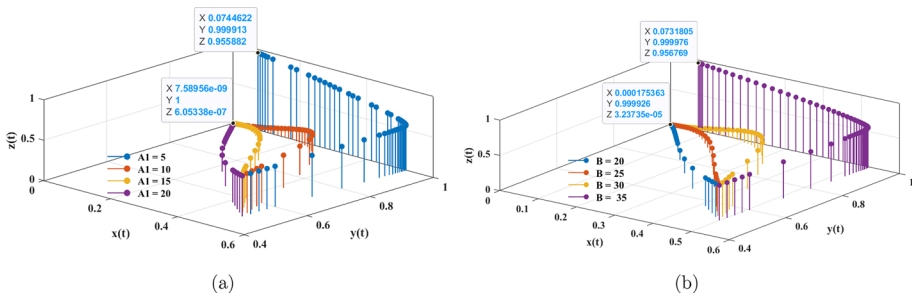 X 0.0744622
Y 0.999913
Z 0.955882
X 7.58956e-09
Y 1
Z 6.05338e-07
1
0.5
0
z(t)
A1 = 5
A1 = 10
A1 = 15
A1 = 20
0
0.2
0.4
0.6
x(t)
0.4
0.6
0.8
1
y(t)
(a)
X 0.0731805
Y 0.999976
Z 0.956769
X 0.000175363
Y 0.999926
Z 3.23735e-05
1
0.5
0
z(t)
B = 20
B = 25
B = 30
B = 35
0
0.1
0.2
0.3
0.4
0.5
0.6
x(t)
0.4
0.6
0.8
1
y(t)
(b)